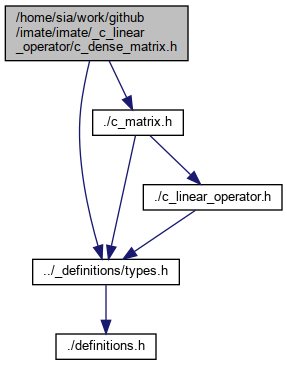 /home/sia/work/github
/imate/imate/_c_linear
_operator/c_dense_matrix.h
./c_matrix.h
./c_linear_operator.h
../_definitions/types.h
./definitions.h